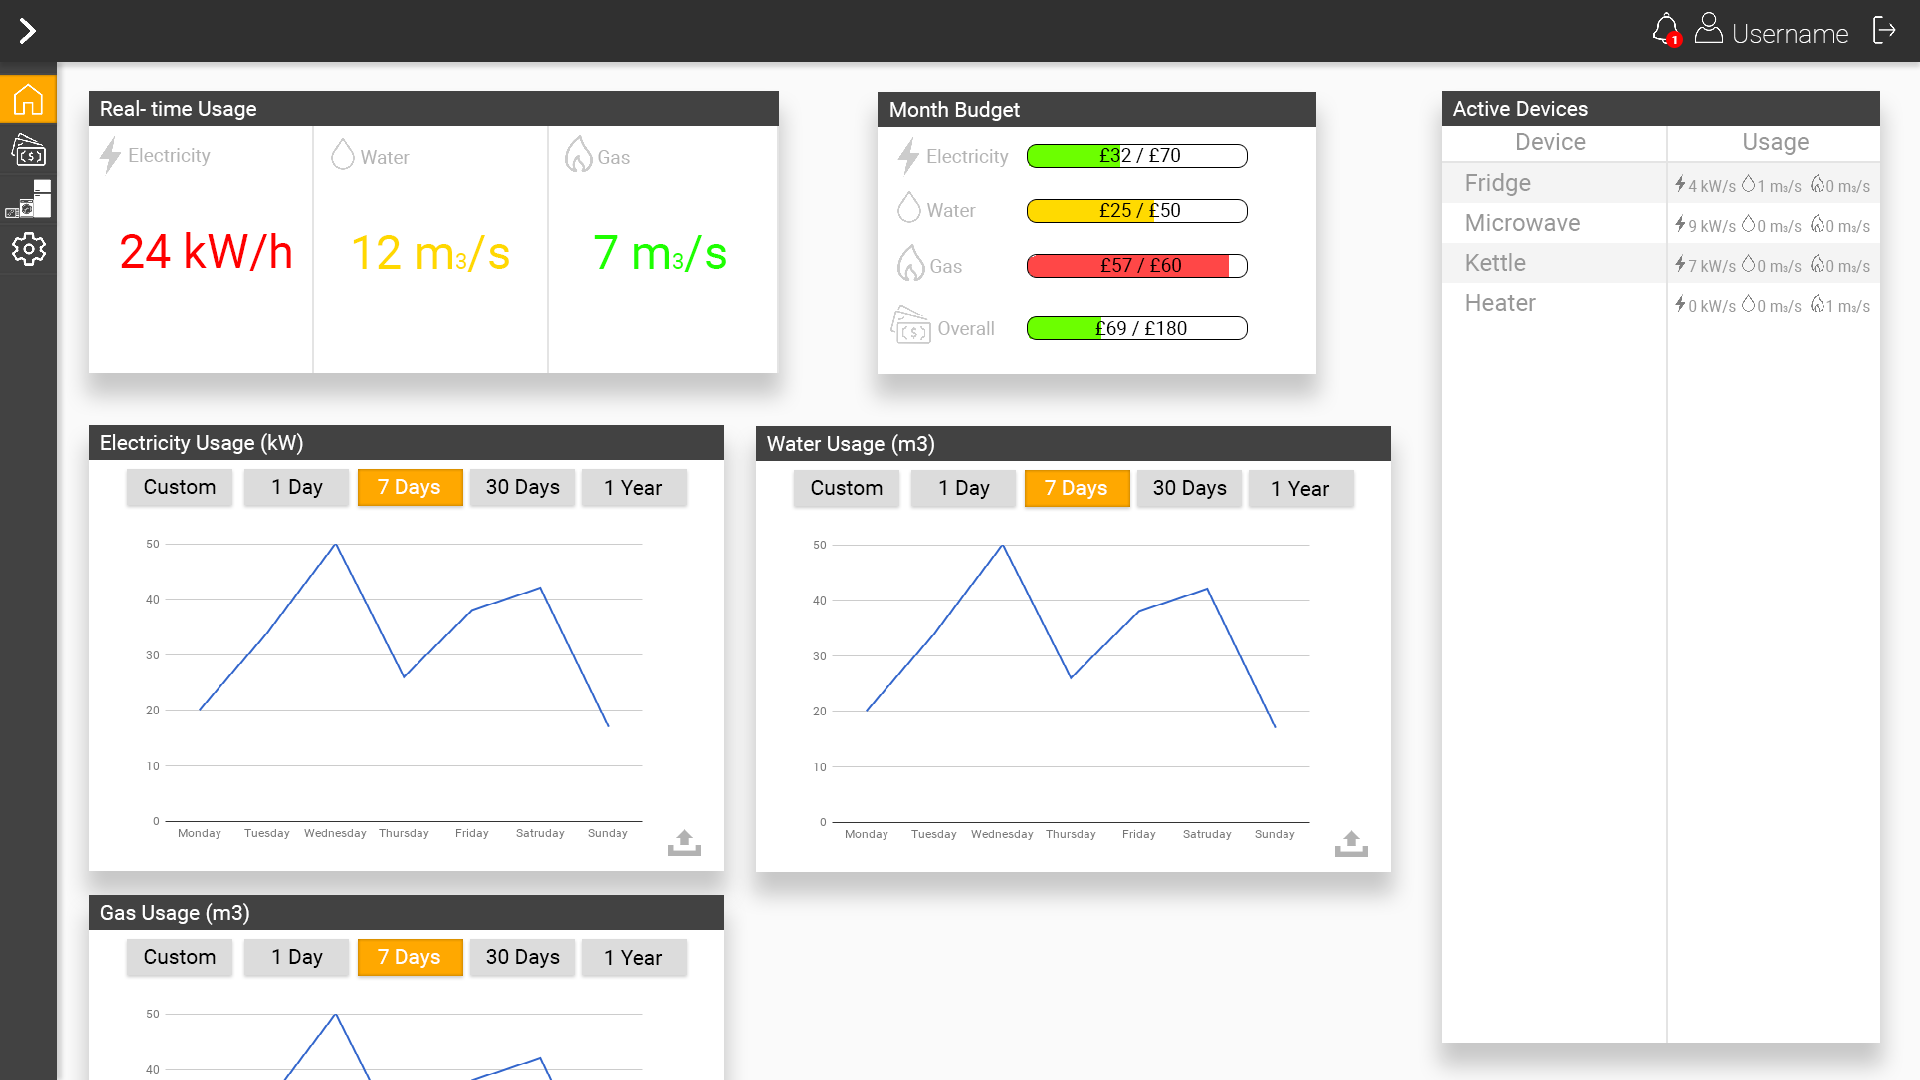 1 Username
Real- time Usage
Electricity
Water
Gas
24 kW/h
12 m3/s
7 m3/s
Month Budget
Electricity £32 / £70
Water £25 / £50
Gas £57 / £60
Overall £69 / £180
Active Devices
Device Usage
Fridge 4 kW/s 1 m3/s 0 m3/s
Microwave 9 kW/s 0 m3/s 0 m3/s
Kettle 7 kW/s 0 m3/s 0 m3/s
Heater 0 kW/s 0 m3/s 1 m3/s
Electricity Usage (kW)
Custom 1 Day 7 Days 30 Days 1 Year
50
40
30
20
10
0
Monday Tuesday Wednesday Thursday Friday Satruday Sunday
Water Usage (m3)
Custom 1 Day 7 Days 30 Days 1 Year
50
40
30
20
10
0
Monday Tuesday Wednesday Thursday Friday Satruday Sunday
Gas Usage (m3)
Custom 1 Day 7 Days 30 Days 1 Year
50
40